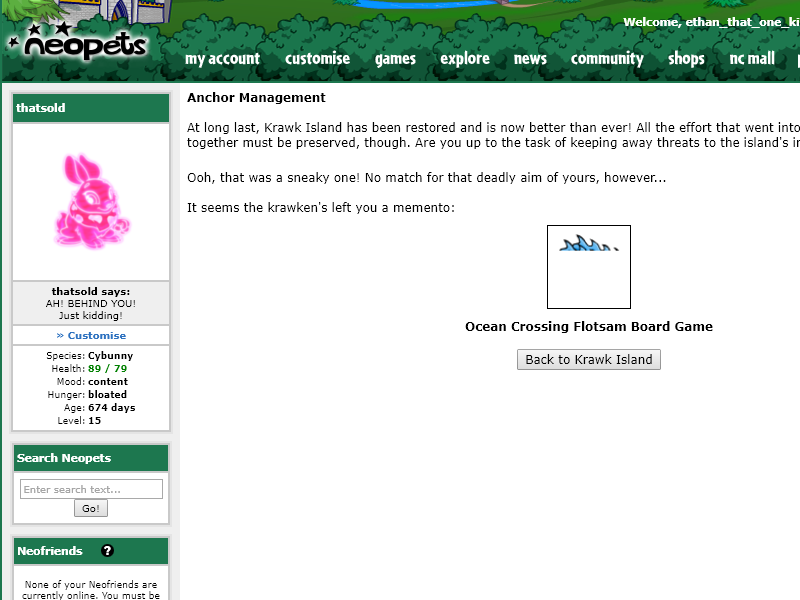 Welcome, ethan_that_one_ki
neopets
my account
customise
games
explore
news
community
shops
nc mall
thatsold
thatsold says:
AH! BEHIND YOU!
Just kidding!
» Customise
Species: Cybunny
Health: 89 / 79
Mood: content
Hunger: bloated
Age: 674 days
Level: 15
Search Neopets
Enter search text...
Go!
Neofriends ?
None of your Neofriends are
currently online. You must be
Anchor Management
At long last, Krawk Island has been restored and is now better than ever! All the effort that went into
together must be preserved, though. Are you up to the task of keeping away threats to the island's
Ooh, that was a sneaky one! No match for that deadly aim of yours, however...
It seems the krawken's left you a memento:
Ocean Crossing Flotsam Board Game
Back to Krawk Island